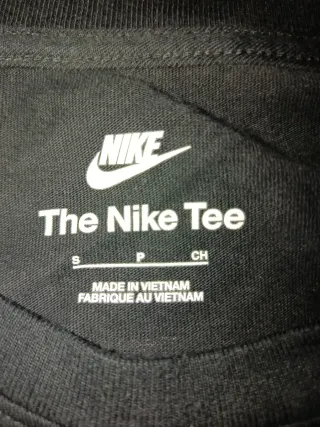 NIKE
The Nike Tee
S P CH
MADE IN VIETNAM
FABRIQUE AU VIETNAM